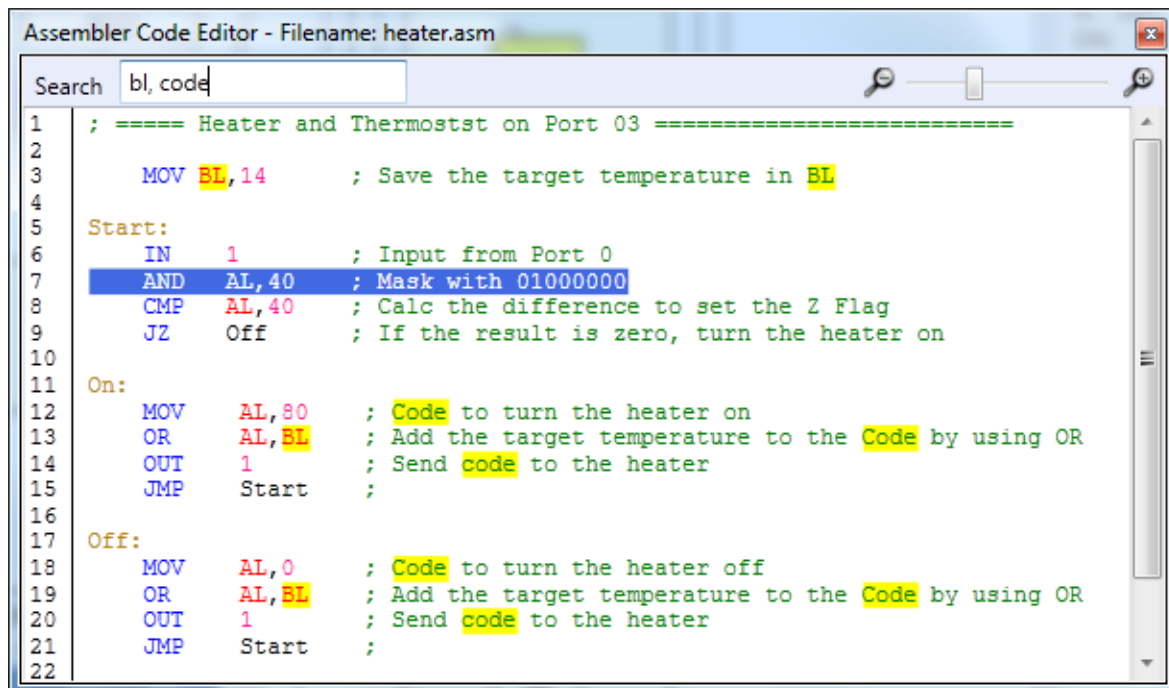 Assembler Code Editor - Filename: heater.asm
Search bl, code
1 ; ===== Heater and Thermostst on Port 03 ==========================
2
3 MOV BL,14 ; Save the target temperature in BL
4
5 Start:
6 IN 1 ; Input from Port 0
7 AND AL,40 ; Mask with 01000000
8 CMP AL,40 ; Calc the difference to set the Z Flag
9 JZ Off ; If the result is zero, turn the heater on
10
11 On:
12 MOV AL,80 ; Code to turn the heater on
13 OR AL,BL ; Add the target temperature to the Code by using OR
14 OUT 1 ; Send code to the heater
15 JMP Start ;
16
17 Off:
18 MOV AL,0 ; Code to turn the heater off
19 OR AL,BL ; Add the target temperature to the Code by using OR
20 OUT 1 ; Send code to the heater
21 JMP Start ;
22